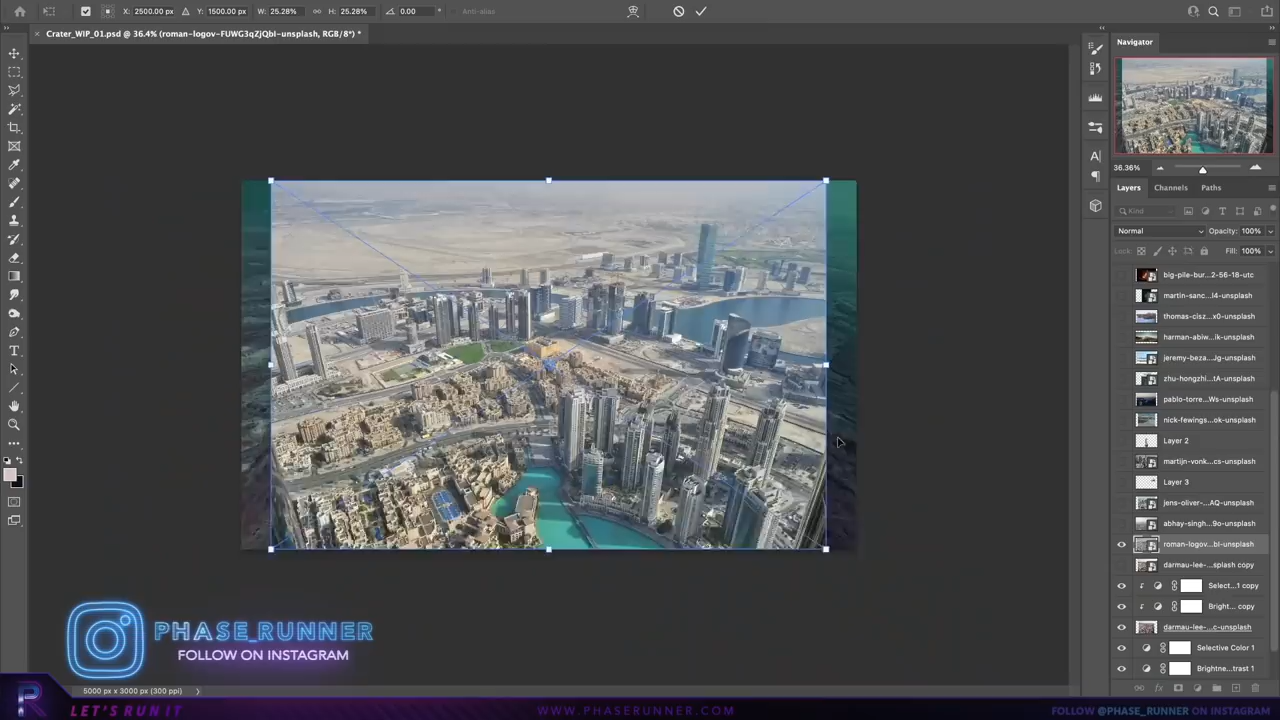 X: 2500.00 px
Y: 1500.00 px
W: 25.28%
H: 25.28%
0.00
°
Anti-alias
× Crater_WIP_01.psd @ 36.4% (roman-logov-FUWG3qZjQbI-unsplash, RGB/8*) *
Navigator
36.36%
Layers
Channels
Paths
Kind
Normal
Opacity: 100%
Lock:
Fill: 100%
big-pile-bur...2-56-18-utc
martin-sanc...I4-unsplash
thomas-cisz...x0-unsplash
harman-abiw...ik-unsplash
jeremy-beza...Jg-unsplash
zhu-hongzhi...tA-unsplash
pablo-torre...Ws-unsplash
nick-fewings...ok-unsplash
Layer 2
martijn-vonk...cs-unsplash
Layer 3
jens-oliver-...AQ-unsplash
abhay-singh...9o-unsplash
roman-logov...bI-unsplash
darmau-lee-...splash copy
Select...1 copy
Bright... copy
darmau-lee-...c-unsplash
Selective Color 1
Brightne...trast 1
fx
PHASE_RUNNER
FOLLOW ON INSTAGRAM
5000 px x 3000 px (300 ppi)
R
LET'S RUN IT
WWW.PHASERUNNER.COM
FOLLOW @PHASE_RUNNER ON INSTAGRAM